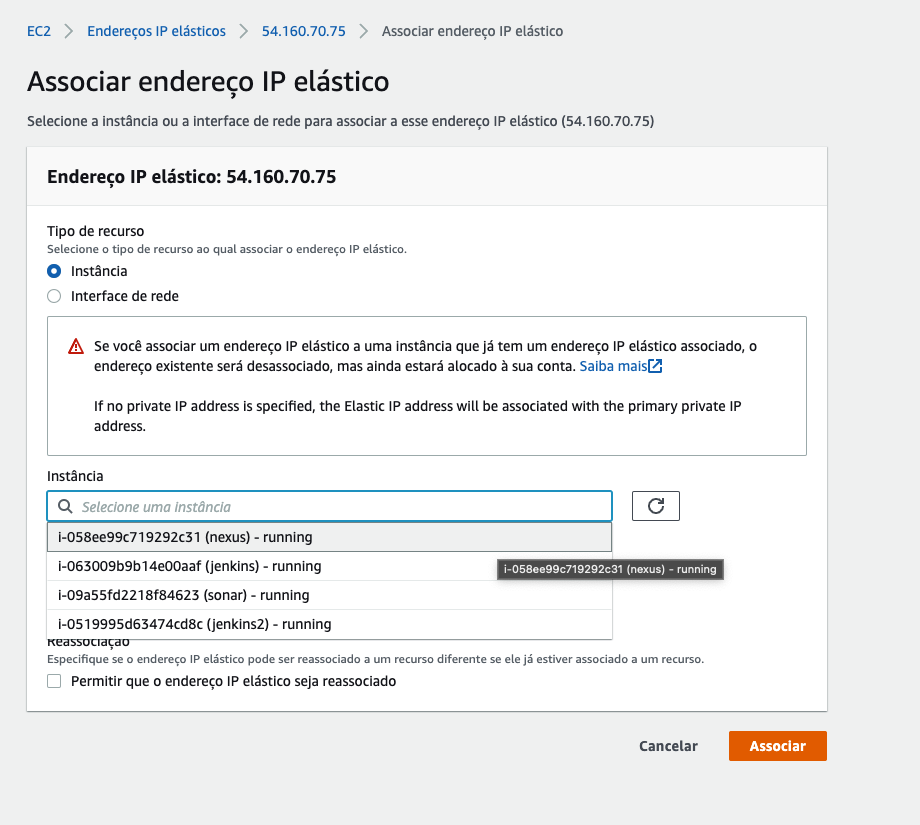 EC2 > Endereços IP elásticos > 54.160.70.75 > Associar endereço IP elástico
Associar endereço IP elástico
Selecione a instância ou a interface de rede para associar a esse endereço IP elástico (54.160.70.75)
Endereço IP elástico: 54.160.70.75
Tipo de recurso
Selecione o tipo de recurso ao qual associar o endereço IP elástico.
Instância
Interface de rede
Se você associar um endereço IP elástico a uma instância que já tem um endereço IP elástico associado, o
endereço existente será desassociado, mas ainda estará alocado à sua conta. Saiba mais
If no private IP address is specified, the Elastic IP address will be associated with the primary private IP
address.
Instância
Selecione uma instância
i-058ee99c719292c31 (nexus) - running
i-063009b9b14e00aaf (jenkins) - running
i-058ee99c719292c31 (nexus) - running
i-09a55fd2218f84623 (sonar) - running
i-0519995d63474cd8c (jenkins2) - running
Reassociação
Especifique se o endereço IP elástico pode ser reassociado a um recurso diferente se ele já estiver associado a um recurso.
Permitir que o endereço IP elástico seja reassociado
Cancelar
Associar